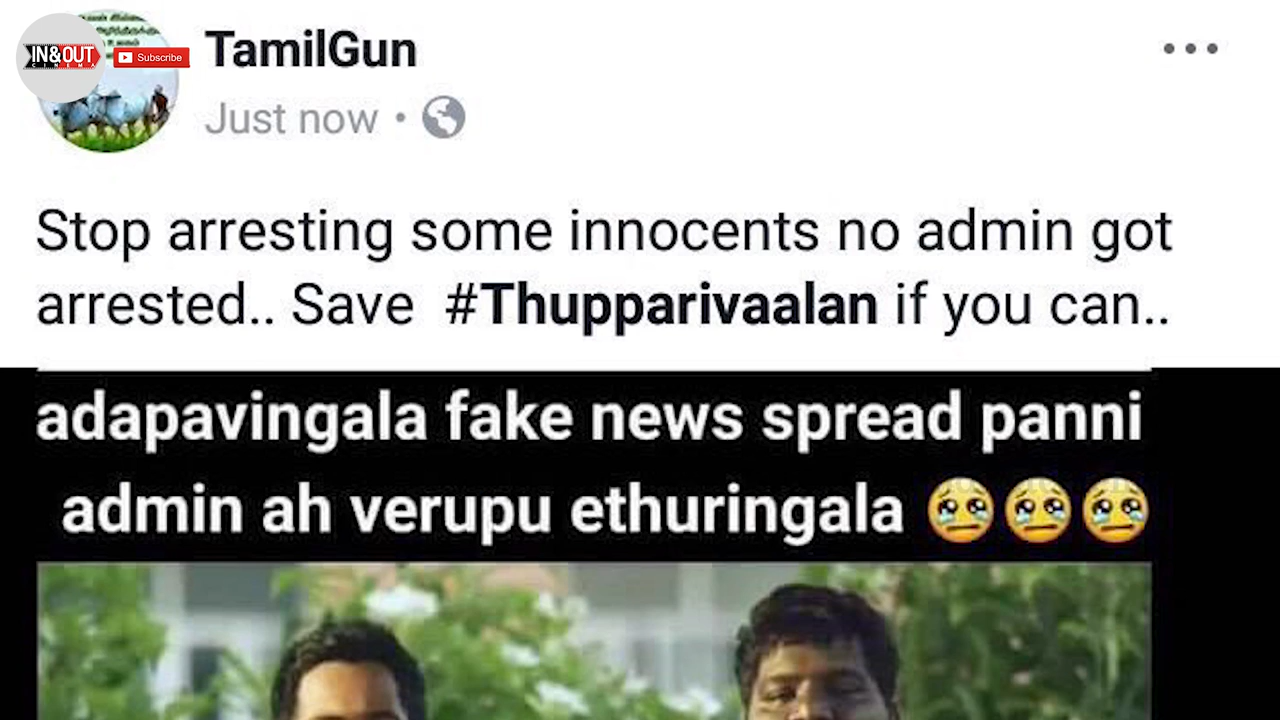 IN&OUT
CINEMA
Subscribe
TamilGun
Just now •
Stop arresting some innocents no admin got
arrested.. Save #Thupparivaalan if you can..
adapavingala fake news spread panni
admin ah verupu ethuringala 😢😢😢